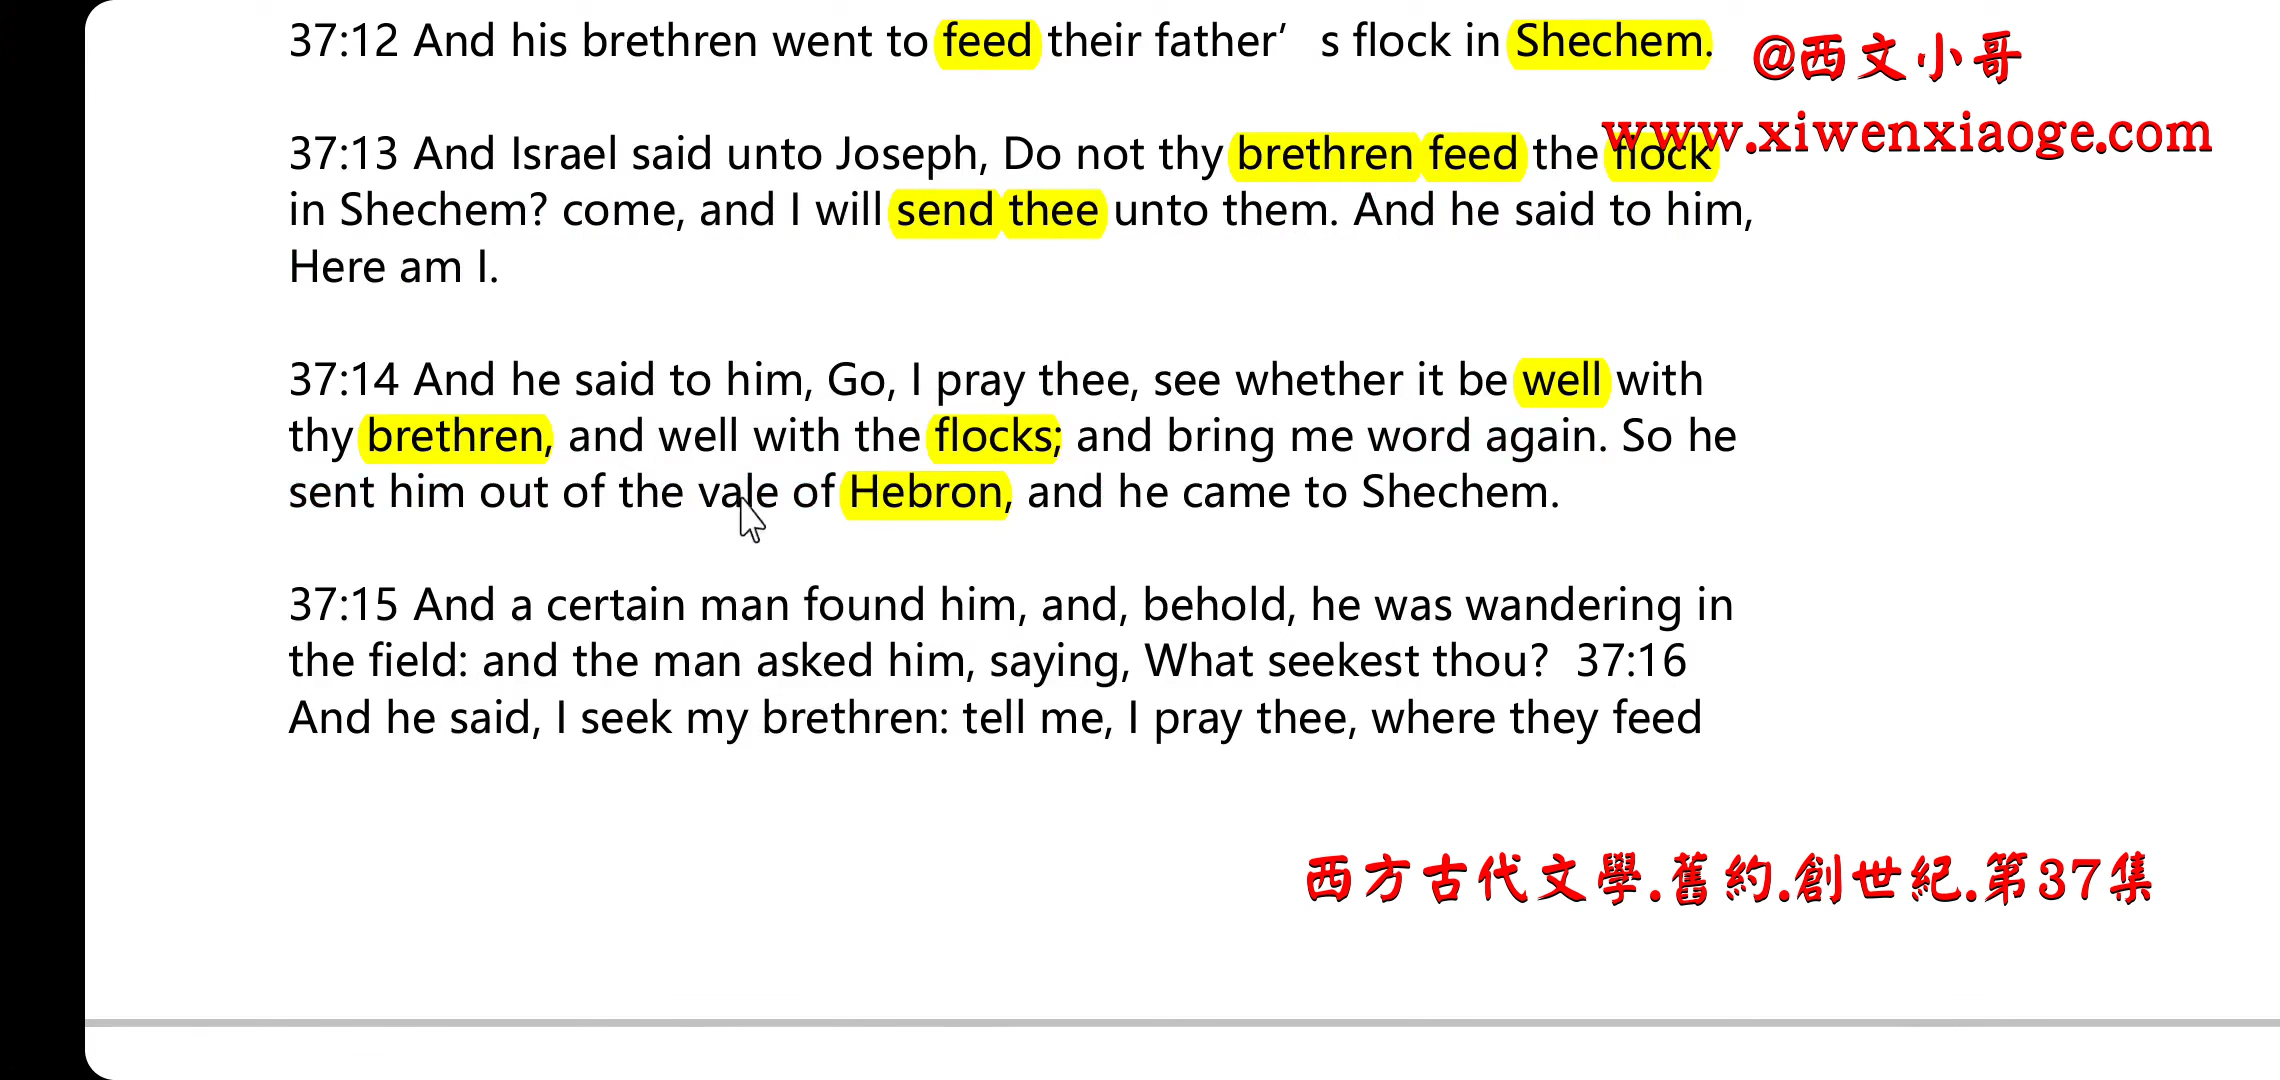 37:12 And his brethren went to feed their father’ s flock in Shechem.
@西文小哥
www.xiwenxiaoge.com
37:13 And Israel said unto Joseph, Do not thy brethren feed the flock
in Shechem? come, and I will send thee unto them. And he said to him,
Here am I.
37:14 And he said to him, Go, I pray thee, see whether it be well with
thy brethren, and well with the flocks; and bring me word again. So he
sent him out of the vale of Hebron, and he came to Shechem.
37:15 And a certain man found him, and, behold, he was wandering in
the field: and the man asked him, saying, What seekest thou? 37:16
And he said, I seek my brethren: tell me, I pray thee, where they feed
西方古代文學.舊約.創世紀.第37集